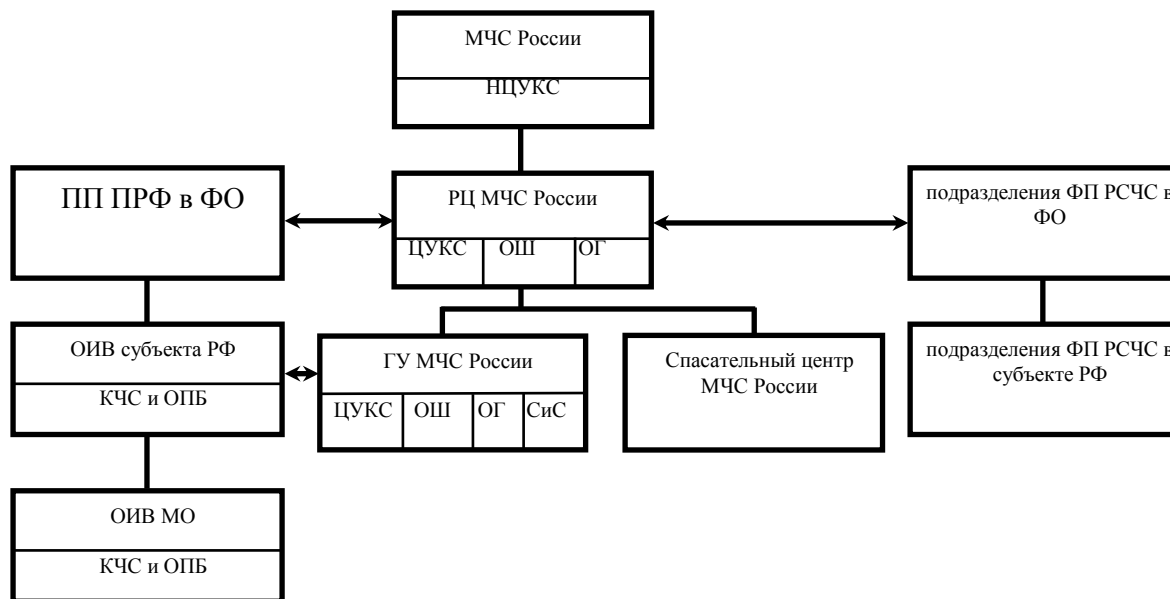 МЧС России
НЦУКС
ПП ПРФ в ФО
РЦ МЧС России
ЦУКС ОШ ОГ
подразделения ФП РСЧС в
ФО
ОИВ субъекта РФ
КЧС и ОПБ
ГУ МЧС России
ЦУКС ОШ ОГ СиС
Спасательный центр
МЧС России
подразделения ФП РСЧС в
субъекте РФ
ОИВ МО
КЧС и ОПБ